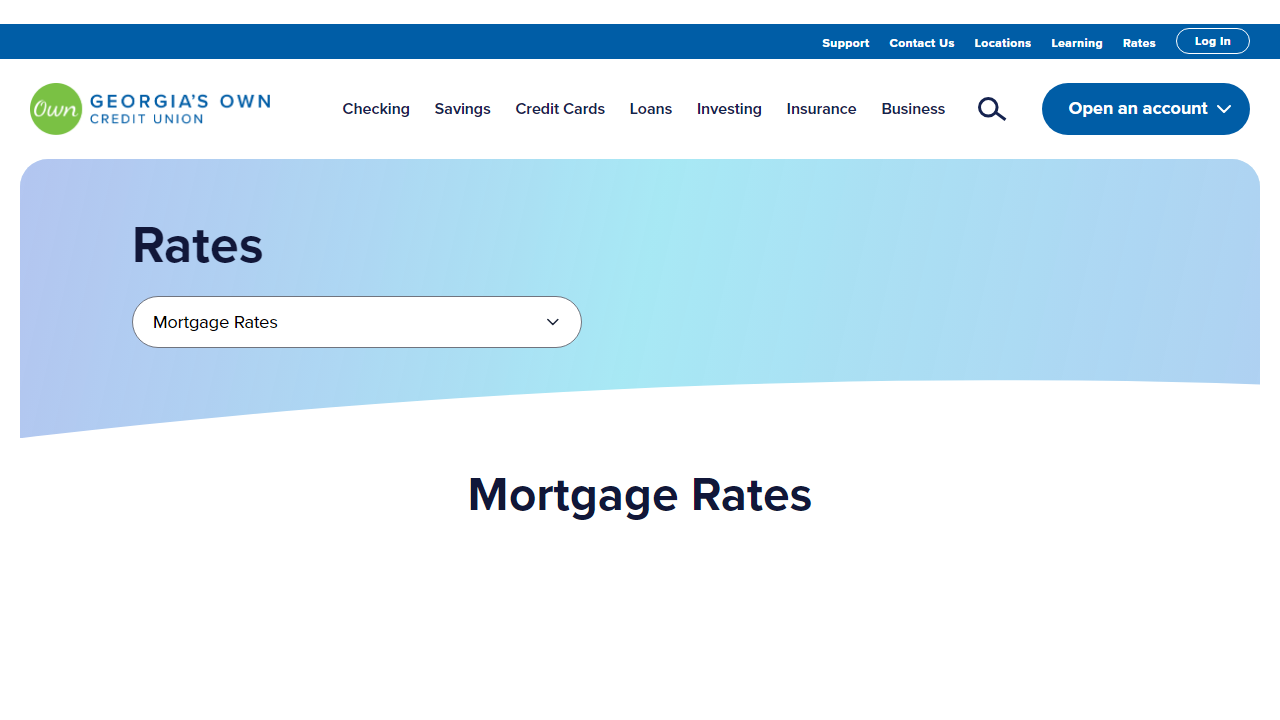 Support Contact Us Locations Learning Rates Log In
Own GEORGIA'S OWN
CREDIT UNION
Checking Savings Credit Cards Loans Investing Insurance Business Open an account
Rates
Mortgage Rates
Mortgage Rates